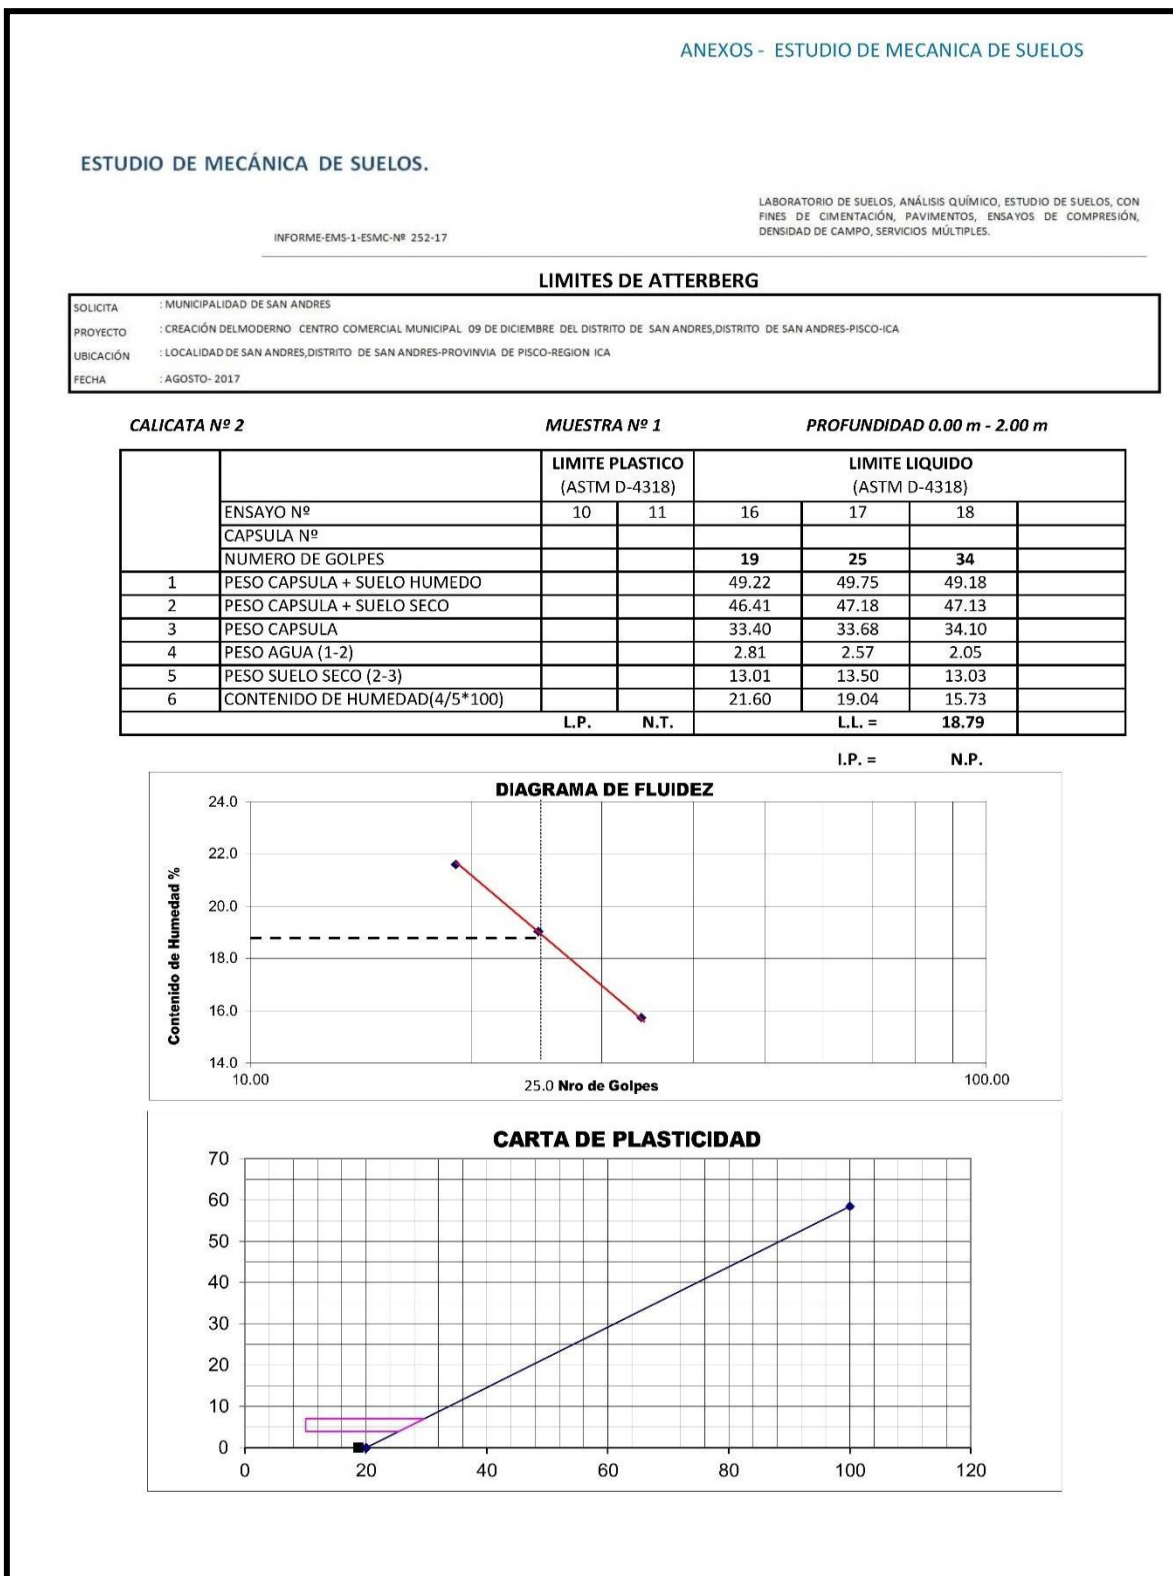 ANEXOS - ESTUDIO DE MECANICA DE SUELOS
ESTUDIO DE MECÁNICA DE SUELOS.
LABORATORIO DE SUELOS, ANÁLISIS QUÍMICO, ESTUDIO DE SUELOS, CON
FINES DE CIMENTACIÓN, PAVIMENTOS, ENSAYOS DE COMPRESIÓN,
DENSIDAD DE CAMPO, SERVICIOS MÚLTIPLES.
INFORME-EMS-1-ESMC-Nº 252-17
LIMITES DE ATTERBERG
SOLICITA : MUNICIPALIDAD DE SAN ANDRES
PROYECTO : CREACIÓN DELMODERNO CENTRO COMERCIAL MUNICIPAL 09 DE DICIEMBRE DEL DISTRITO DE SAN ANDRES,DISTRITO DE SAN ANDRES-PISCO-ICA
UBICACIÓN : LOCALIDAD DE SAN ANDRES,DISTRITO DE SAN ANDRES-PROVINVIA DE PISCO-REGION ICA
FECHA : AGOSTO- 2017
CALICATA Nº 2 MUESTRA Nº 1 PROFUNDIDAD 0.00 m - 2.00 m
LIMITE PLASTICO LIMITE LIQUIDO
(ASTM D-4318) (ASTM D-4318)
ENSAYO Nº 10 11 16 17 18
CAPSULA Nº
NUMERO DE GOLPES 19 25 34
1 PESO CAPSULA + SUELO HUMEDO 49.22 49.75 49.18
2 PESO CAPSULA + SUELO SECO 46.41 47.18 47.13
3 PESO CAPSULA 33.40 33.68 34.10
4 PESO AGUA (1-2) 2.81 2.57 2.05
5 PESO SUELO SECO (2-3) 13.01 13.50 13.03
6 CONTENIDO DE HUMEDAD(4/5*100) 21.60 19.04 15.73
L.P. N.T. L.L. = 18.79
I.P. = N.P.
DIAGRAMA DE FLUIDEZ
24.0
22.0
20.0
18.0
16.0
14.0
Contenido de Humedad %
10.00 25.0 Nro de Golpes 100.00
CARTA DE PLASTICIDAD
70
60
50
40
30
20
10
0
0 20 40 60 80 100 120